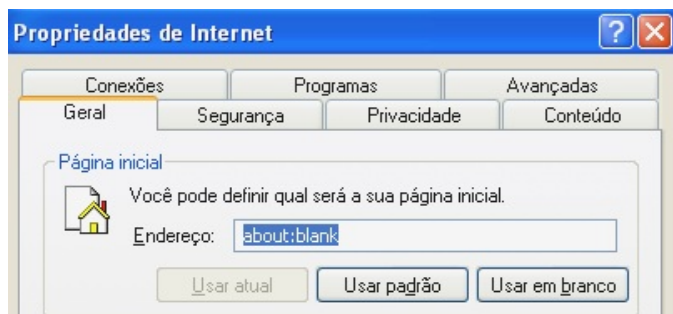 Propriedades de Internet
Conexões Programas Avançadas
Geral Segurança Privacidade Conteúdo
Página inicial
Você pode definir qual será a sua página inicial.
Endereço: about:blank
Usar atual Usar padrão Usar em branco